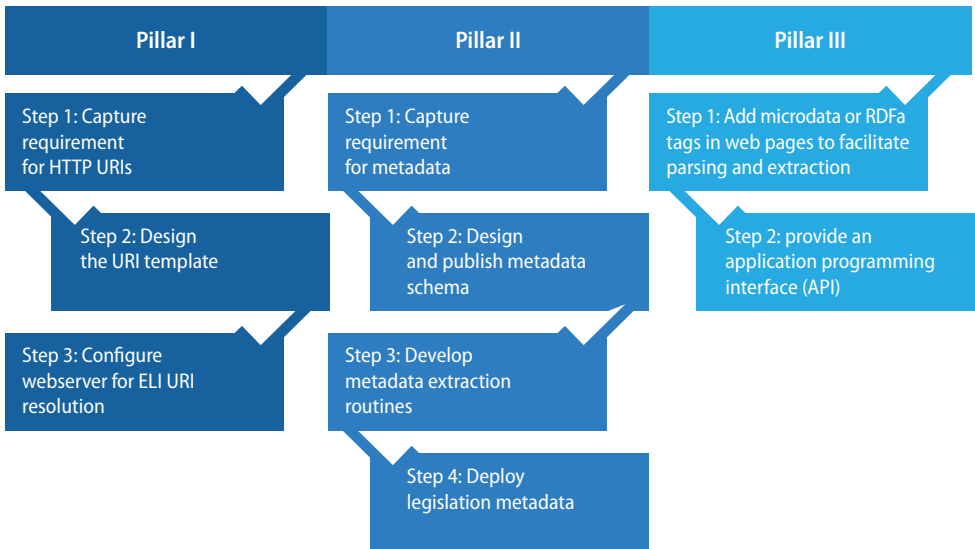 Pillar I
Step 1: Capture
requirement
for HTTP URIs
Step 2: Design
the URI template
Step 3: Configure
webserver for ELI URI
resolution
Pillar II
Step 1: Capture
requirement
for metadata
Step 2: Design
and publish metadata
schema
Step 3: Develop
metadata extraction
routines
Step 4: Deploy
legislation metadata
Pillar III
Step 1: Add microdata or RDFa
tags in web pages to facilitate
parsing and extraction
Step 2: provide an
application programming
interface (API)